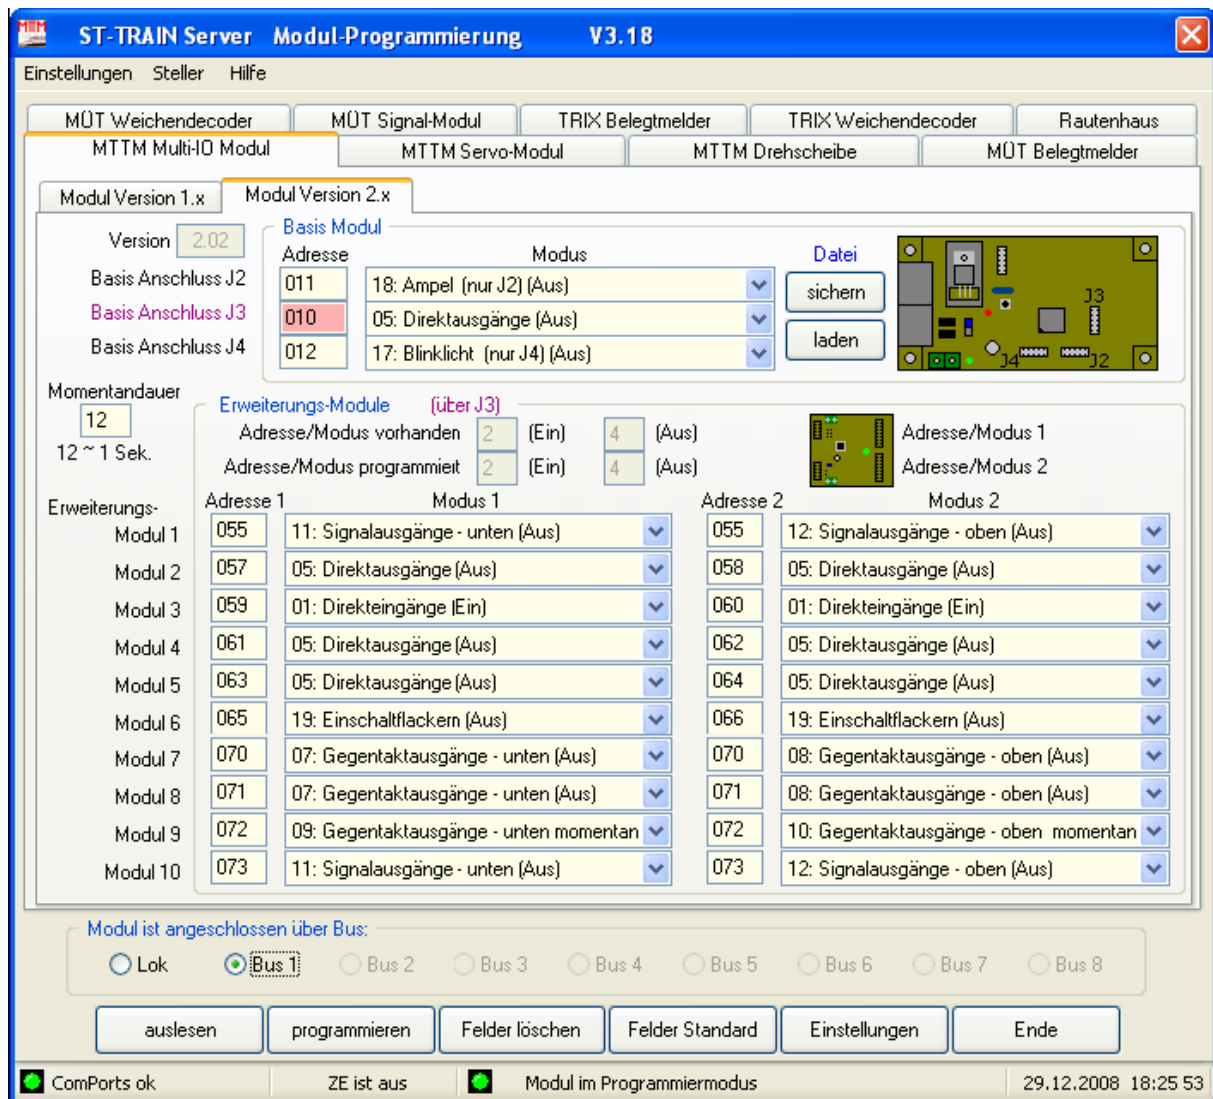 MTTM ST-TRAIN Server Modul-Programmierung V3.18
Einstellungen Steller Hilfe
MÜT Weichendecoder MÜT Signal-Modul TRIX Belegtmelder TRIX Weichendecoder Rautenhaus
MTTM Multi-IO Modul MTTM Servo-Modul MTTM Drehscheibe MÜT Belegtmelder
Modul Version 1.x Modul Version 2.x
Version 2.02 Basis Modul
Adresse Modus Datei
Basis Anschluss J2 011 18: Ampel (nur J2) (Aus) sichern
Basis Anschluss J3 010 05: Direktausgänge (Aus) laden J3
Basis Anschluss J4 012 17: Blinklicht (nur J4) (Aus) J4 J2
Momentandauer
12
12 ~ 1 Sek.
Erweiterungs-Module (über J3)
Adresse/Modus vorhanden 2 (Ein) 4 (Aus) Adresse/Modus 1
Adresse/Modus programmiert 2 (Ein) 4 (Aus) Adresse/Modus 2
Erweiterungs- Adresse 1 Modus 1 Adresse 2 Modus 2
Modul 1 055 11: Signalausgänge - unten (Aus) 055 12: Signalausgänge - oben (Aus)
Modul 2 057 05: Direktausgänge (Aus) 058 05: Direktausgänge (Aus)
Modul 3 059 01: Direkteingänge (Ein) 060 01: Direkteingänge (Ein)
Modul 4 061 05: Direktausgänge (Aus) 062 05: Direktausgänge (Aus)
Modul 5 063 05: Direktausgänge (Aus) 064 05: Direktausgänge (Aus)
Modul 6 065 19: Einschaltflackern (Aus) 066 19: Einschaltflackern (Aus)
Modul 7 070 07: Gegentaktausgänge - unten (Aus) 070 08: Gegentaktausgänge - oben (Aus)
Modul 8 071 07: Gegentaktausgänge - unten (Aus) 071 08: Gegentaktausgänge - oben (Aus)
Modul 9 072 09: Gegentaktausgänge - unten momentan 072 10: Gegentaktausgänge - oben momentan
Modul 10 073 11: Signalausgänge - unten (Aus) 073 12: Signalausgänge - oben (Aus)
Modul ist angeschlossen über Bus:
Lok Bus 1 Bus 2 Bus 3 Bus 4 Bus 5 Bus 6 Bus 7 Bus 8
auslesen programmieren Felder löschen Felder Standard Einstellungen Ende
ComPorts ok ZE ist aus Modul im Programmiermodus 29.12.2008 18:25 53